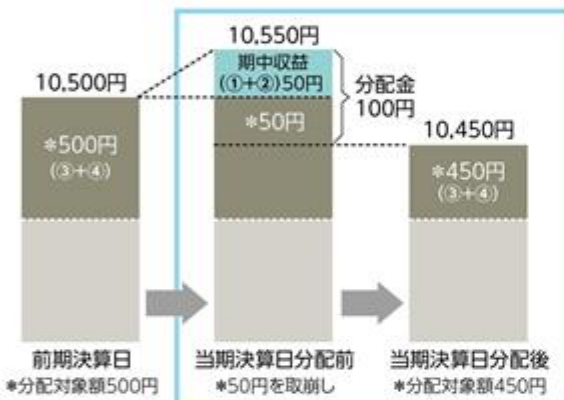 10,550円
期中収益
(①+②)50円
分配金
100円
10,500円
*500円
(③+④)
*50円
10,450円
*450円
(③+④)
前期決算日
*分配対象額500円
当期決算日分配前
*50円を取崩し
当期決算日分配後
*分配対象額450円